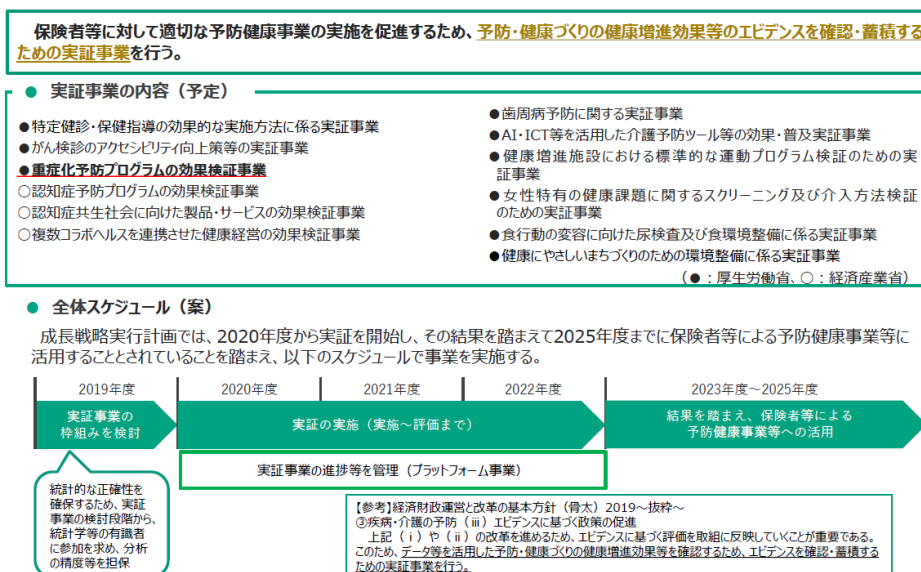 保険者等に対して適切な予防健康事業の実施を促進するため、予防・健康づくりの健康増進効果等のエビデンスを確認・蓄積する
ための実証事業を行う。
● 実証事業の内容（予定）
●特定健診・保健指導の効果的な実施方法に係る実証事業
●がん検診のアクセシビリティ向上策等の実証事業
●重症化予防プログラムの効果検証事業
○認知症予防プログラムの効果検証事業
○認知症共生社会に向けた製品・サービスの効果検証事業
○複数コラボヘルスを連携させた健康経営の効果検証事業
●歯周病予防に関する実証事業
●AI・ICT等を活用した介護予防ツール等の効果・普及実証事業
●健康増進施設における標準的な運動プログラム検証のための実
証事業
●女性特有の健康課題に関するスクリーニング及び介入方法検証
のための実証事業
●食行動の変容に向けた尿検査及び食環境整備に係る実証事業
●健康にやさしいまちづくりのための環境整備に係る実証事業
（●：厚生労働省、○：経済産業省）
● 全体スケジュール（案）
成長戦略実行計画では、2020年度から実証を開始し、その結果を踏まえて2025年度までに保険者等による予防健康事業等に
活用することとされていることを踏まえ、以下のスケジュールで事業を実施する。
2019年度
2020年度
2021年度
2022年度
2023年度～2025年度
実証事業の
枠組みを検討
実証の実施（実施～評価まで）
結果を踏まえ、保険者等による
予防健康事業等への活用
実証事業の進捗等を管理（プラットフォーム事業）
統計的な正確性を
確保するため、実証
事業の検討段階から、
統計学等の有識者
に参加を求め、分析
の精度等を担保
【参考】経済財政運営と改革の基本方針（骨太）2019～抜粋～
③疾病・介護の予防（ⅲ）エビデンスに基づく政策の促進
上記（ⅰ）や（ⅱ）の改革を進めるため、エビデンスに基づく評価を取組に反映していくことが重要である。
このため、データ等を活用した予防・健康づくりの健康増進効果等を確認するため、エビデンスを確認・蓄積する
ための実証事業を行う。